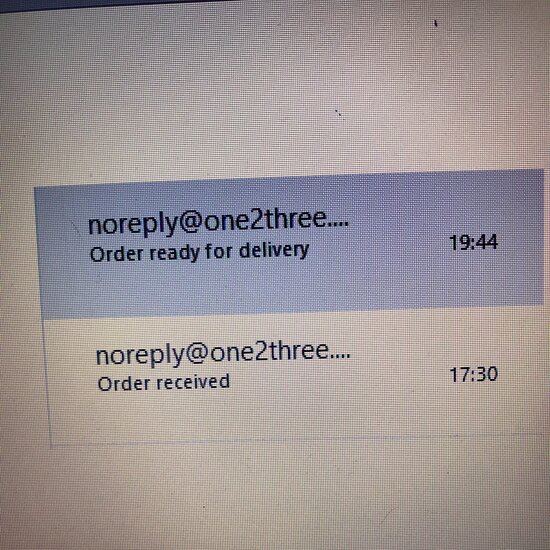 noreply@one2three....
Order ready for delivery
19:44
noreply@one2three....
Order received
17:30